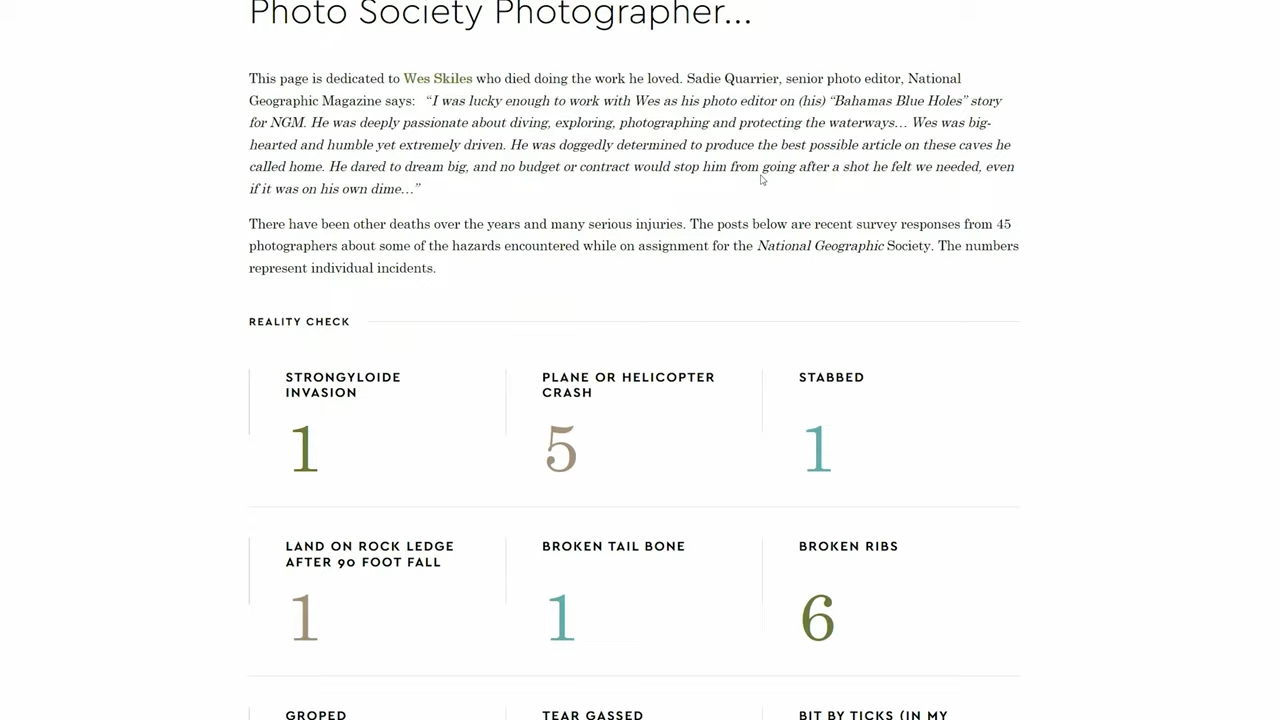 Photo Society Photographer...
This page is dedicated to Wes Skiles who died doing the work he loved. Sadie Quarrier, senior photo editor, National
Geographic Magazine says:   “I was lucky enough to work with Wes as his photo editor on (his) “Bahamas Blue Holes” story
for NGM. He was deeply passionate about diving, exploring, photographing and protecting the waterways… Wes was big-
hearted and humble yet extremely driven. He was doggedly determined to produce the best possible article on these caves he
called home. He dared to dream big, and no budget or contract would stop him from going after a shot he felt we needed, even
if it was on his own dime…”
There have been other deaths over the years and many serious injuries. The posts below are recent survey responses from 45
photographers about some of the hazards encountered while on assignment for the National Geographic Society. The numbers
represent individual incidents.
REALITY CHECK
STRONGYLOIDE
INVASION
1
PLANE OR HELICOPTER
CRASH
5
STABBED
1
LAND ON ROCK LEDGE
AFTER 90 FOOT FALL
1
BROKEN TAIL BONE
1
BROKEN RIBS
6
GROPED
TEAR GASSED
BIT BY TICKS (IN MY